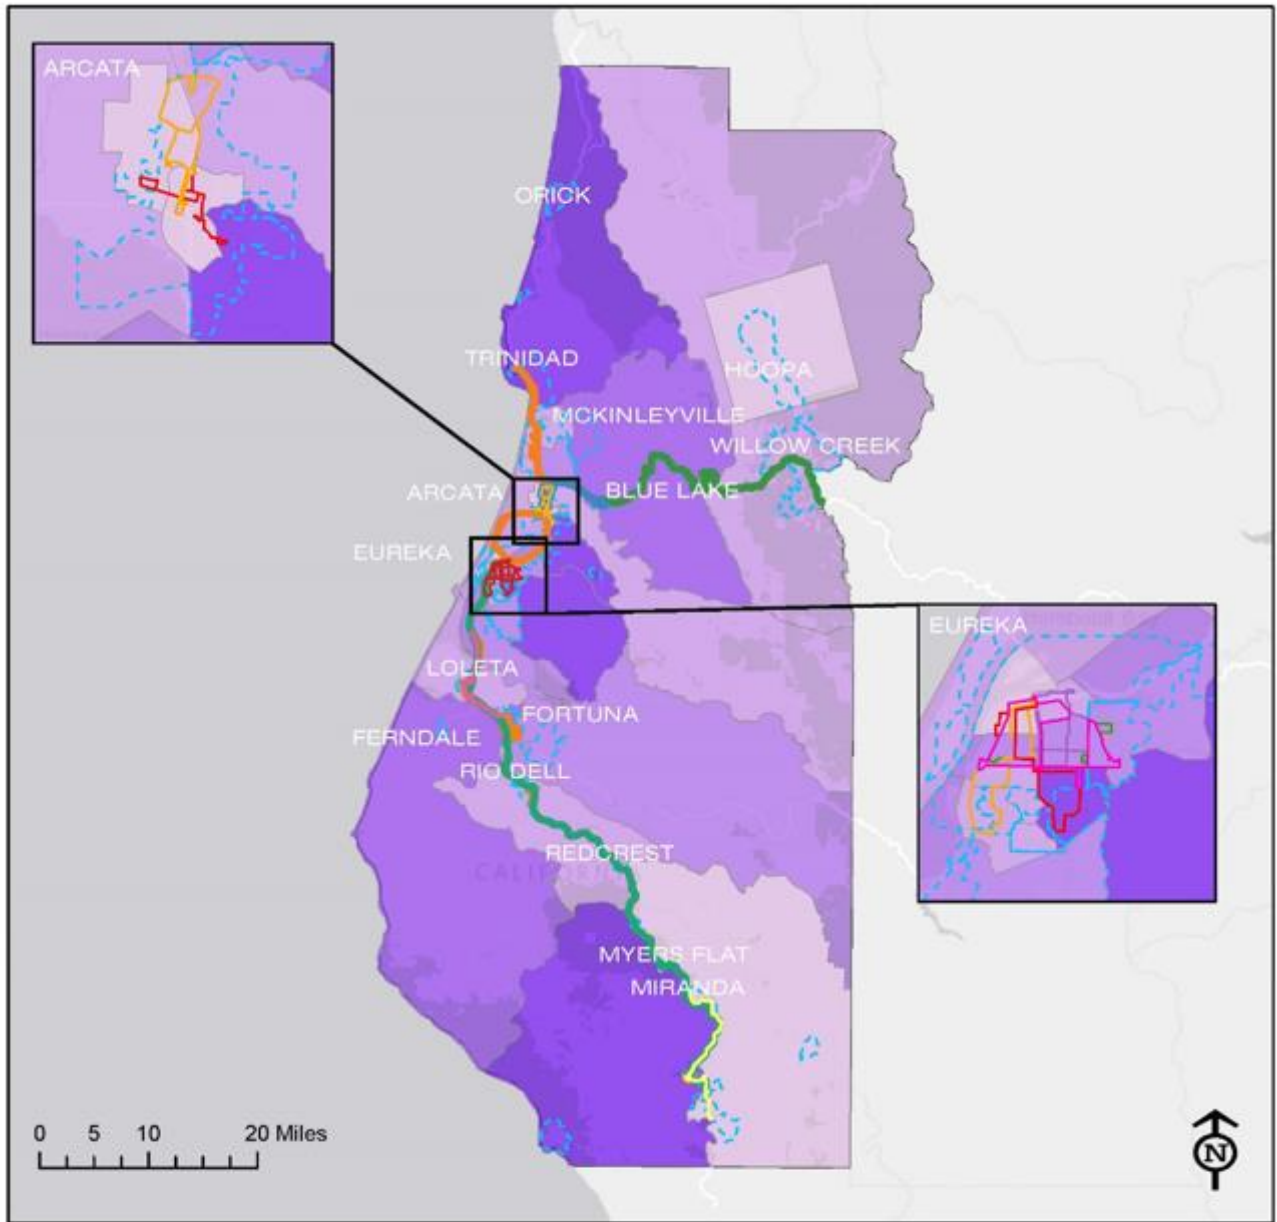 ARCATA
ORICK
TRINIDAD
HOOPA
MCKINLEYVILLE
WILLOW CREEK
ARCATA
BLUE LAKE
EUREKA
EUREKA
LOLETA
FORTUNA
FERNDALE
RIO DELL
REDCREST
MYERS FLAT
MIRANDA
0 5 10 20 Miles
N